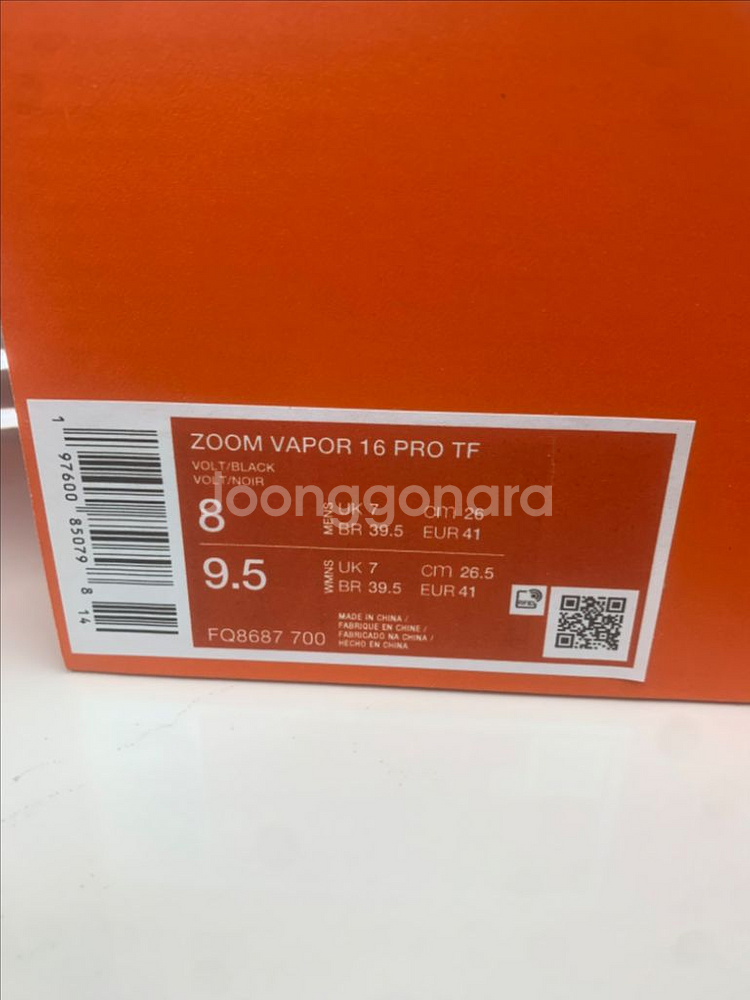 ZOOM VAPOR 16 PRO TF
VOLT/BLACK
VOLT/NOIR
8
MENS
UK 7 cm 26
BR 39.5 EUR 41
9.5
WMNS
UK 7 cm 26.5
BR 39.5 EUR 41
FQ8687 700
MADE IN CHINA /
FABRIQUE EN CHINE /
FABRICADO NA CHINA /
HECHO EN CHINA
RFID
1 97600 85079 8 14
joonggonara